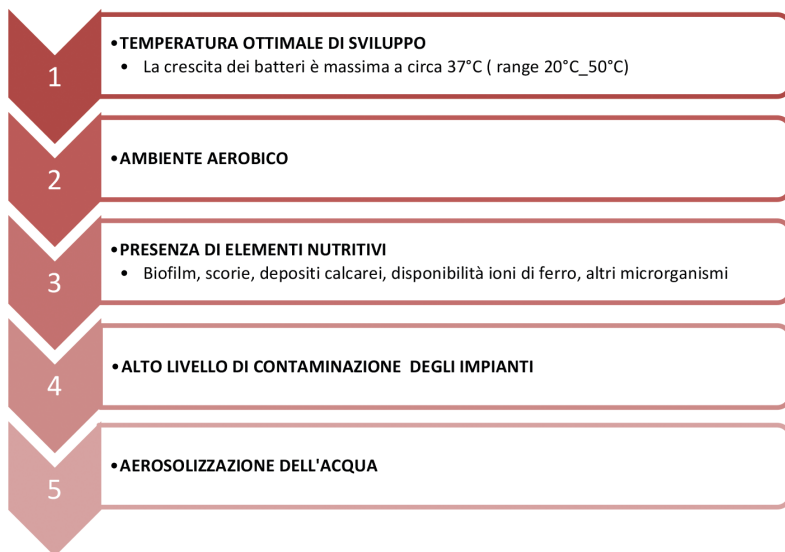 1
•TEMPERATURA OTTIMALE DI SVILUPPO
• La crescita dei batteri è massima a circa 37°C ( range 20°C_50°C)
2
•AMBIENTE AEROBICO
3
•PRESENZA DI ELEMENTI NUTRITIVI
• Biofilm, scorie, depositi calcarei, disponibilità ioni di ferro, altri microrganismi
4
•ALTO LIVELLO DI CONTAMINAZIONE DEGLI IMPIANTI
5
•AEROSOLIZZAZIONE DELL'ACQUA